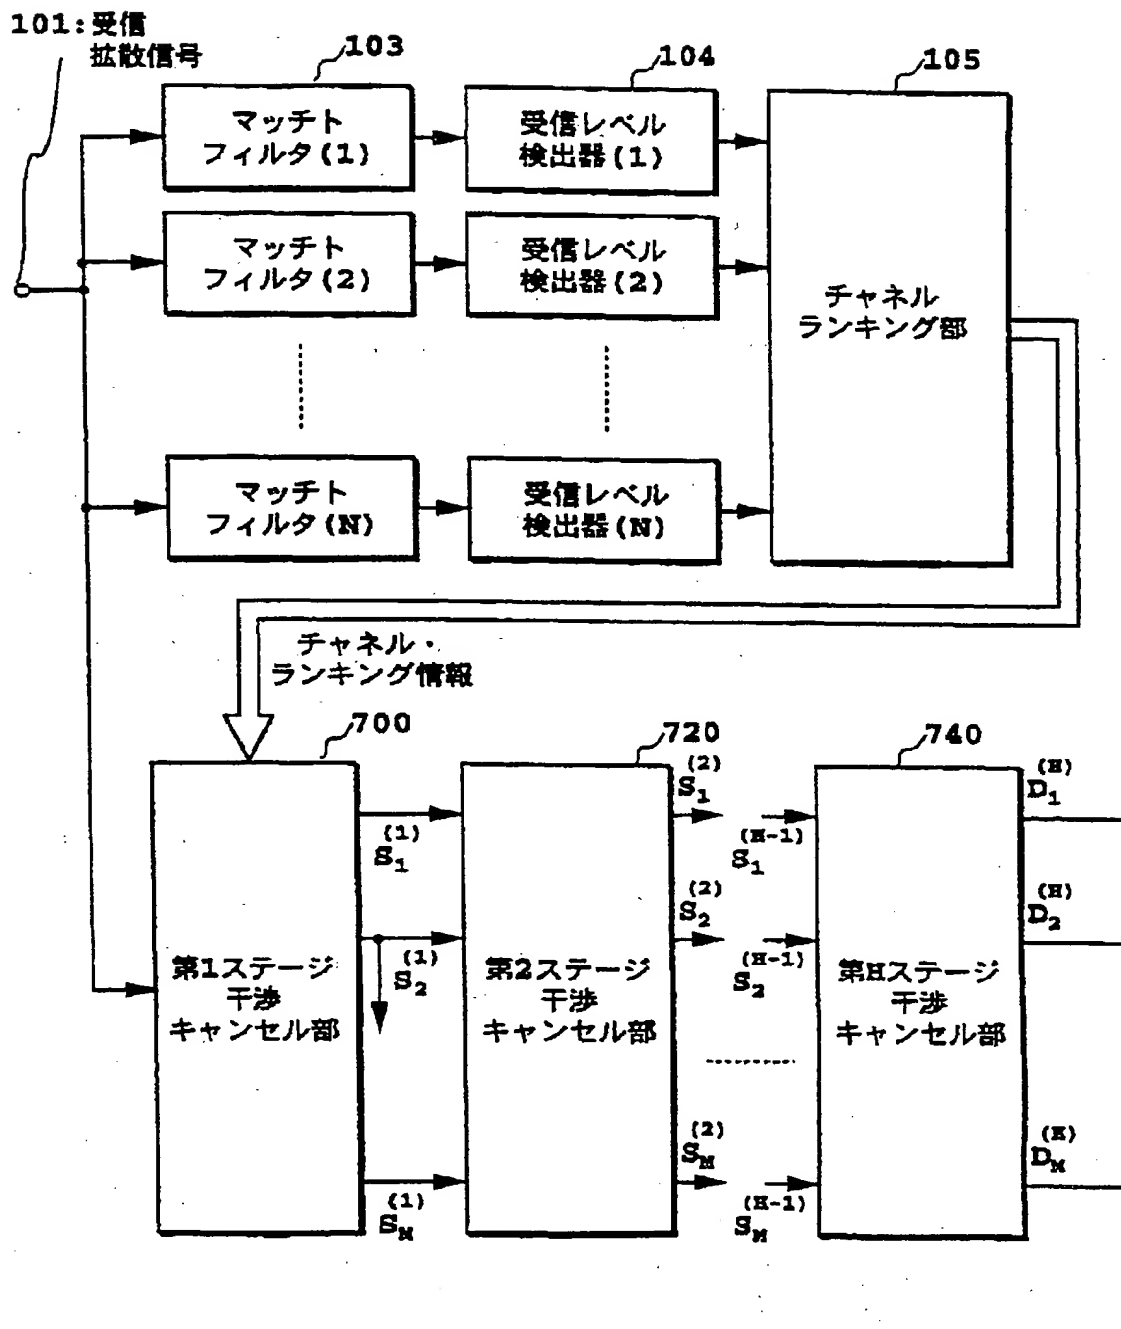 101:受信
拡散信号
103
104
105
マッチト
フィルタ(1)
受信レベル
検出器(1)
マッチト
フィルタ(2)
受信レベル
検出器(2)
チャネル
ランキング部
マッチト
フィルタ(N)
受信レベル
検出器(N)
チャネル・
ランキング情報
700
720
740
S1(1)
S1(2)
S1(H-1)
D1(H)
S2(1)
S2(2)
S2(H-1)
D2(H)
第1ステージ
干渉
キャンセル部
第2ステージ
干渉
キャンセル部
第Hステージ
干渉
キャンセル部
SM(1)
SM(2)
SM(H-1)
DM(H)